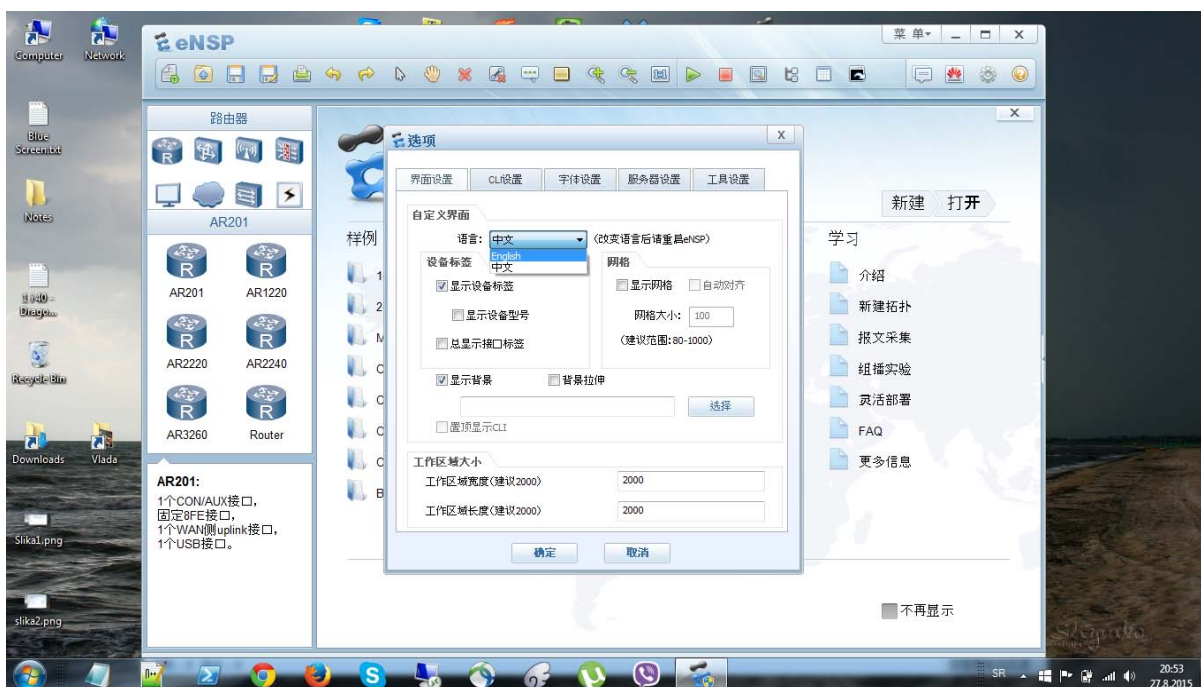 Computer
Network
Blue
Screen.txt
Notes
Drago...
Recycle Bin
Downloads
Vlada
Slika1.png
slika2.png
eNSP
菜 单
路由器
AR201
AR201
AR1220
AR2220
AR2240
AR3260
Router
AR201:
1个CON/AUX接口，
固定8FE接口，
1个WAN侧uplink接口，
1个USB接口。
新建
打开
样例
学习
介绍
新建拓扑
报文采集
组播实验
灵活部署
FAQ
更多信息
不再显示
选项
界面设置
CLI设置
字体设置
服务器设置
工具设置
自定义界面
语言: 中文 (改变语言后请重启eNSP)
English
中文
设备标签
显示设备标签
显示设备型号
总显示接口标签
网格
显示网格
自动对齐
网格大小: 100
(建议范围:80-1000)
显示背景
背景拉伸
选择
置顶显示CLI
工作区域大小
工作区域宽度(建议2000) 2000
工作区域长度(建议2000) 2000
确定
取消
SR
20:53
27.8.2015